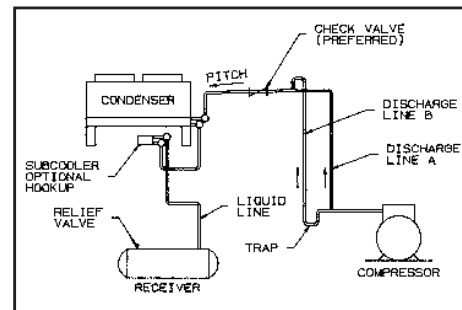 CHECK VALVE
(PREFERRED)
PITCH
CONDENSER
DISCHARGE
LINE B
SUBCOOLER
OPTIONAL
HOOKUP
DISCHARGE
LINE A
RELIEF
VALVE
LIQUID
LINE
TRAP
RECEIVER
COMPRESSOR